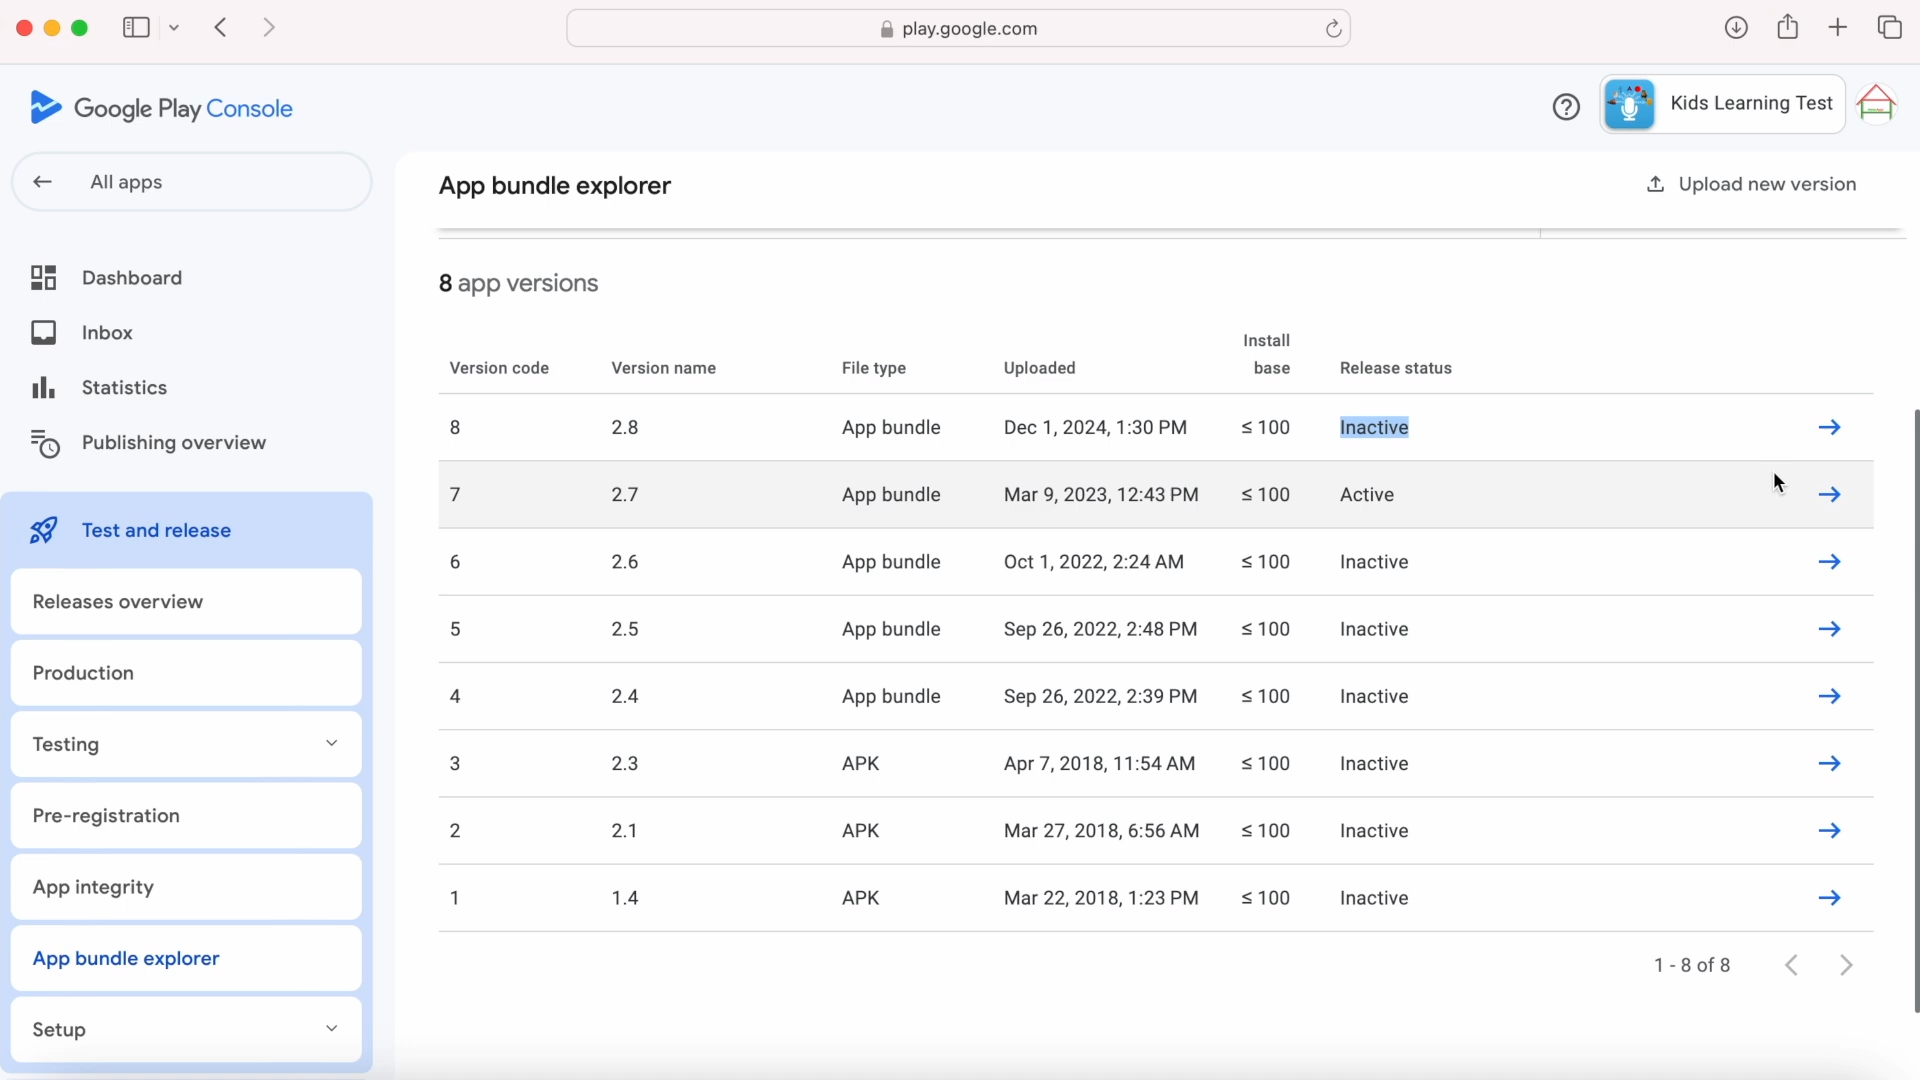 play.google.com
Google Play Console
Kids Learning Test
All apps
App bundle explorer
Upload new version
Dashboard
Inbox
Statistics
Publishing overview
Test and release
Releases overview
Production
Testing
Pre-registration
App integrity
App bundle explorer
Setup
8 app versions
Version code Version name File type Uploaded Install base Release status
8 2.8 App bundle Dec 1, 2024, 1:30 PM ≤ 100 Inactive
7 2.7 App bundle Mar 9, 2023, 12:43 PM ≤ 100 Active
6 2.6 App bundle Oct 1, 2022, 2:24 AM ≤ 100 Inactive
5 2.5 App bundle Sep 26, 2022, 2:48 PM ≤ 100 Inactive
4 2.4 App bundle Sep 26, 2022, 2:39 PM ≤ 100 Inactive
3 2.3 APK Apr 7, 2018, 11:54 AM ≤ 100 Inactive
2 2.1 APK Mar 27, 2018, 6:56 AM ≤ 100 Inactive
1 1.4 APK Mar 22, 2018, 1:23 PM ≤ 100 Inactive
1 - 8 of 8